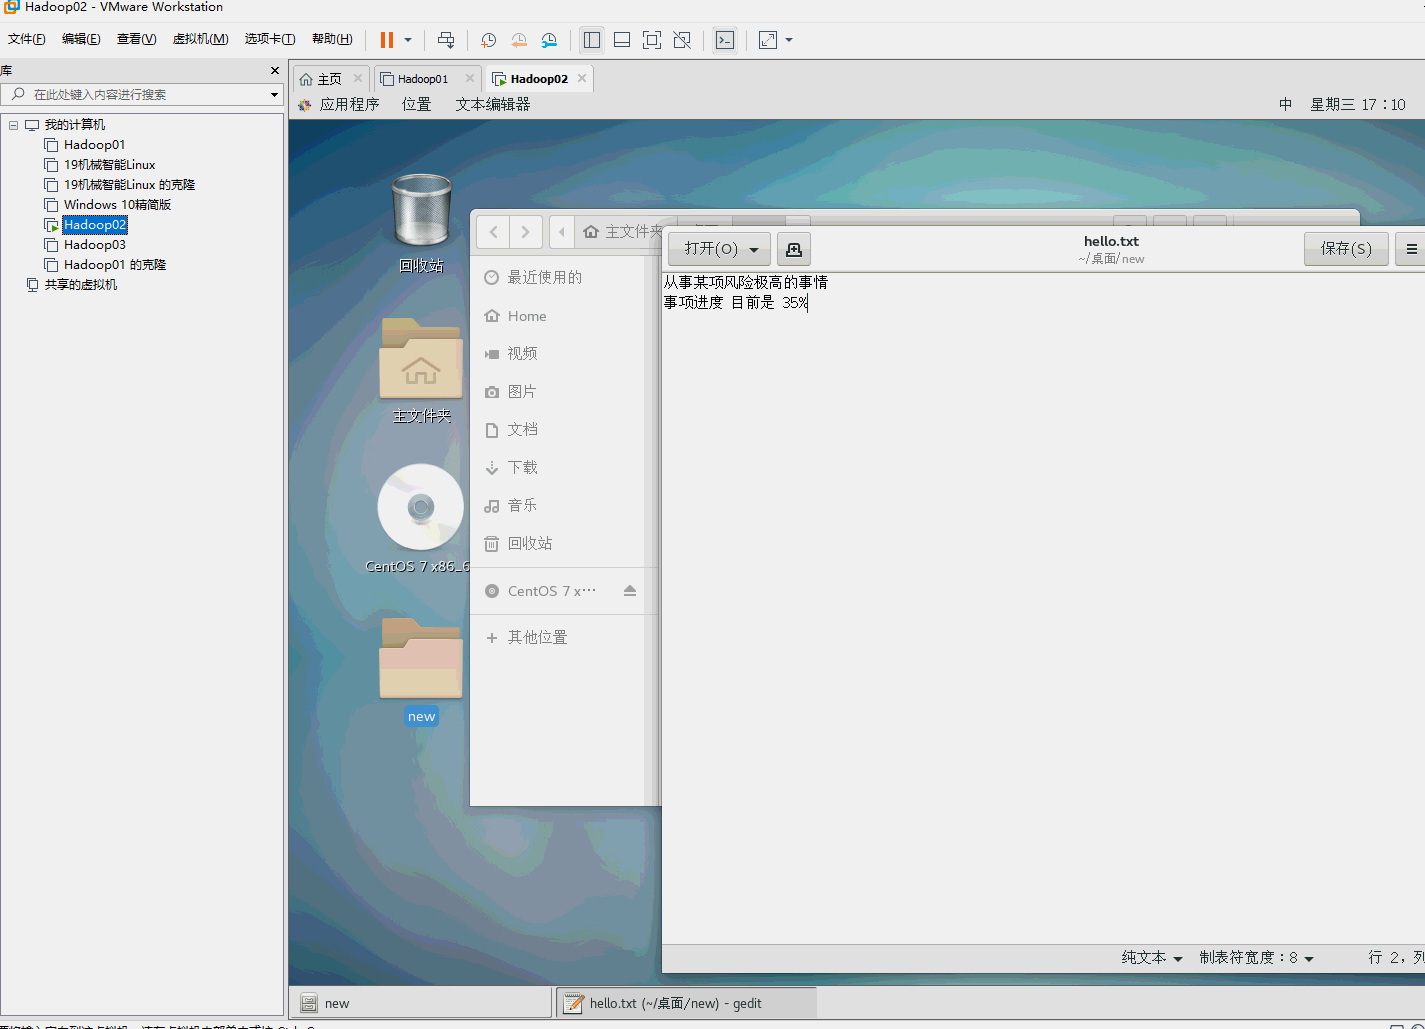 Hadoop02 - VMware Workstation
文件(F) 编辑(E) 查看(V) 虚拟机(M) 选项卡(T) 帮助(H)
库
在此处键入内容进行搜索
我的计算机
Hadoop01
19机械智能Linux
19机械智能Linux 的克隆
Windows 10精简版
Hadoop02
Hadoop03
Hadoop01 的克隆
共享的虚拟机
主页 Hadoop01 Hadoop02
应用程序 位置 文本编辑器 中 星期三 17：10
回收站
主文件夹
CentOS 7 x86_6
new
主文件夹
最近使用的
Home
视频
图片
文档
下载
音乐
回收站
CentOS 7 x…
其他位置
打开(O) hello.txt 保存(S)
~/桌面/new
从事某项风险极高的事情
事项进度 目前是 35%
纯文本 制表符宽度：8 行 2，列
new hello.txt (~/桌面/new) - gedit